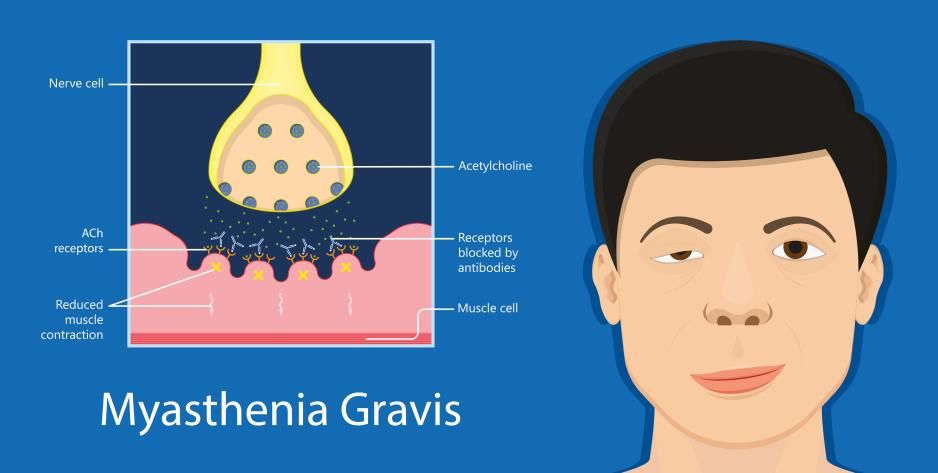 Nerve cell
Acetylcholine
ACh
receptors
Receptors
blocked by
antibodies
Reduced
muscle
contraction
Muscle cell
Myasthenia Gravis